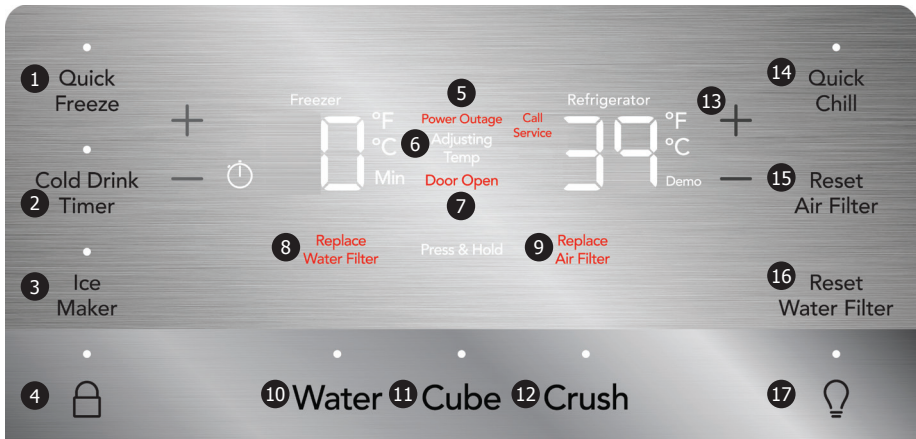 1 Quick
Freeze
Cold Drink
2 Timer
3 Ice
Maker
4
Freezer
0 °F
°C
Min
5
Power Outage
6 Adjusting
Temp
Door Open
7
Call
Service
Refrigerator
39 °F
°C
Demo
13 +
−
+
−
8 Replace
Water Filter
Press & Hold
9 Replace
Air Filter
14 Quick
Chill
15 Reset
Air Filter
16 Reset
Water Filter
10 Water
11 Cube
12 Crush
17